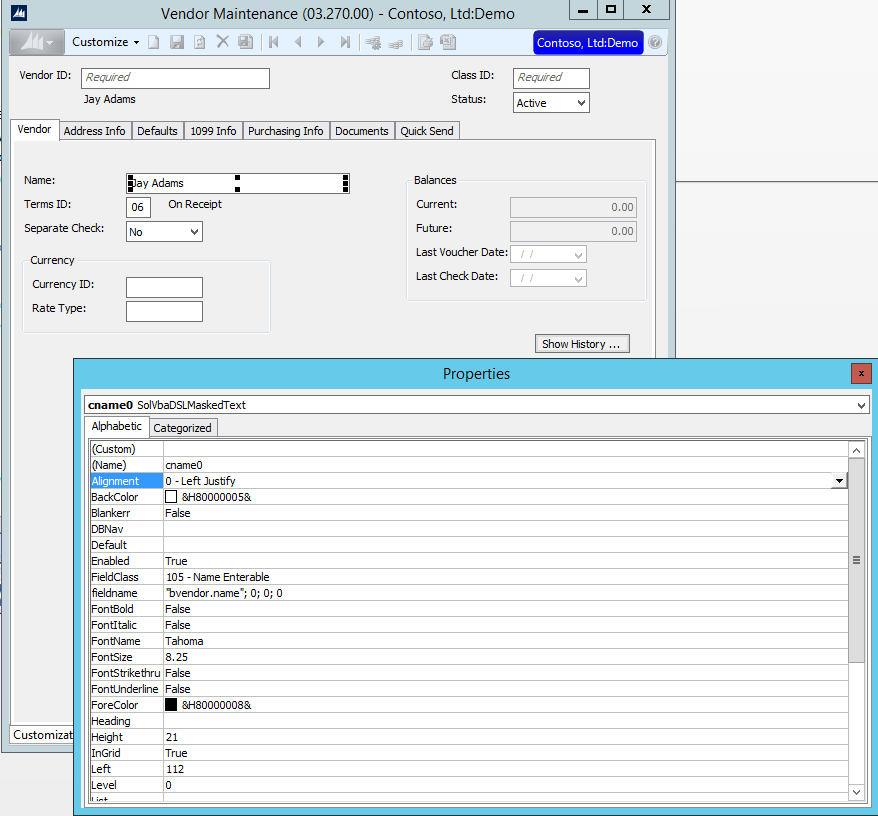 Vendor Maintenance (03.270.00) - Contoso, Ltd:Demo
Customize
Contoso, Ltd:Demo
Vendor ID: Required Class ID: Required
Jay Adams Status: Active
Vendor Address Info Defaults 1099 Info Purchasing Info Documents Quick Send
Name: Jay Adams Balances
Terms ID: 06 On Receipt Current: 0.00
Separate Check: No Future: 0.00
Currency Last Voucher Date: / /
Currency ID: Last Check Date: / /
Rate Type:
Show History ...
Properties
cname0 SolVbaDSLMaskedText
Alphabetic Categorized
(Custom)
(Name) cname0
Alignment 0 - Left Justify
BackColor &H80000005&
Blankerr False
DBNav
Default
Enabled True
FieldClass 105 - Name Enterable
fieldname "bvendor.name"; 0; 0; 0
FontBold False
FontItalic False
FontName Tahoma
FontSize 8.25
FontStrikethru False
FontUnderline False
ForeColor &H80000008&
Heading
Height 21
Customizat InGrid True
Left 112
Level 0
List